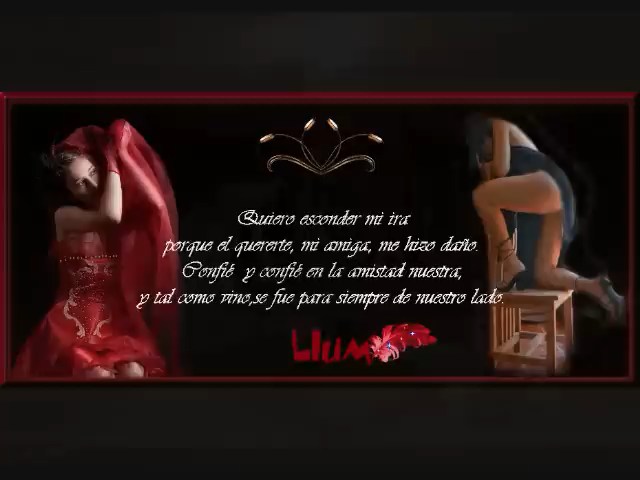 Quiero esconder mi ira
porque el quererte, mi amiga, me hizo daño.
Confié y confié en la amistad nuestra,
y tal como vino,se fue para siempre de nuestro lado.
Llum